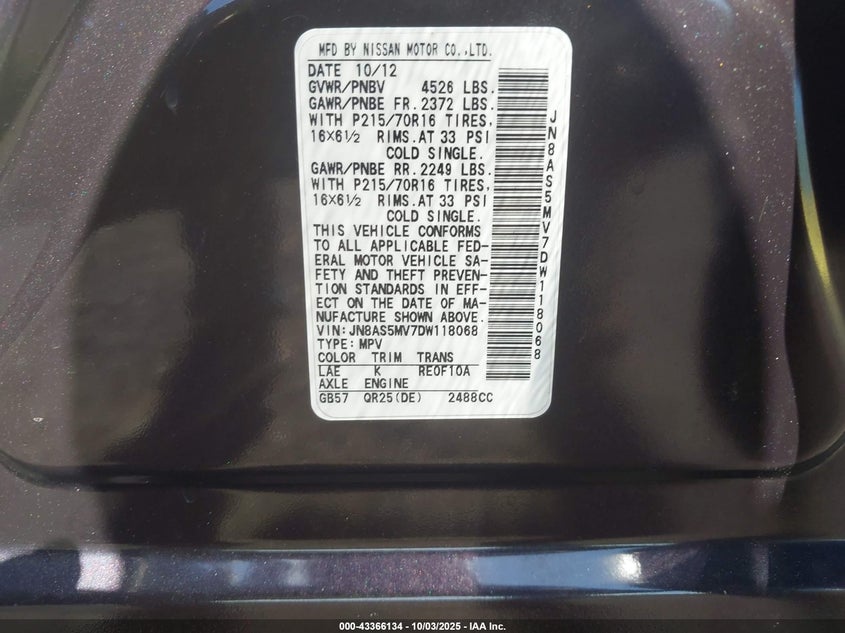 MFD BY NISSAN MOTOR CO.,LTD.
DATE 10/12
GVWR/PNBV 4526 LBS.
GAWR/PNBE FR. 2372 LBS.
WITH P215/70R16 TIRES,
16X6½ RIMS.AT 33 PSI
COLD SINGLE.
GAWR/PNBE RR. 2249 LBS.
WITH P215/70R16 TIRES,
16X6½ RIMS.AT 33 PSI
COLD SINGLE.
THIS VEHICLE CONFORMS
TO ALL APPLICABLE FED-
ERAL MOTOR VEHICLE SA-
FETY AND THEFT PREVEN-
TION STANDARDS IN EFF-
ECT ON THE DATE OF MA-
NUFACTURE SHOWN ABOVE.
VIN:JN8AS5MV7DW118068
TYPE:MPV
COLOR TRIM TRANS
LAE K RE0F10A
AXLE ENGINE
GB57 QR25(DE) 2488CC
JN8AS5MV7DW118068
000-43366134 - 10/03/2025 - IAA Inc.